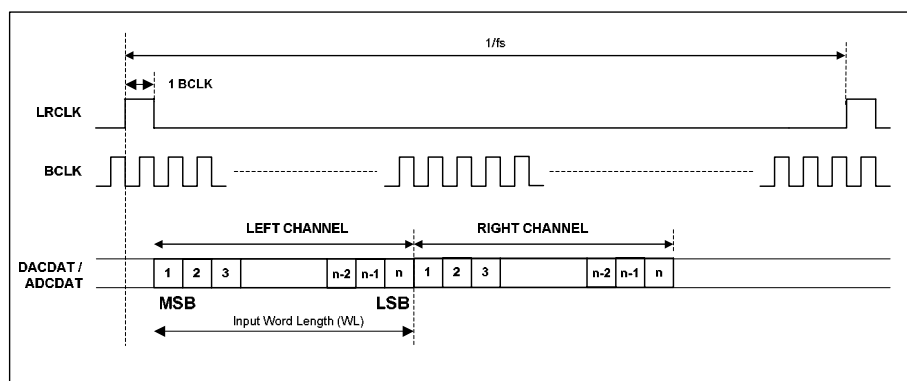 1/fs
1 BCLK
LRCLK
BCLK
LEFT CHANNEL RIGHT CHANNEL
DACDAT /
ADCDAT
1 2 3 n-2 n-1 n 1 2 3 n-2 n-1 n
MSB LSB
Input Word Length (WL)